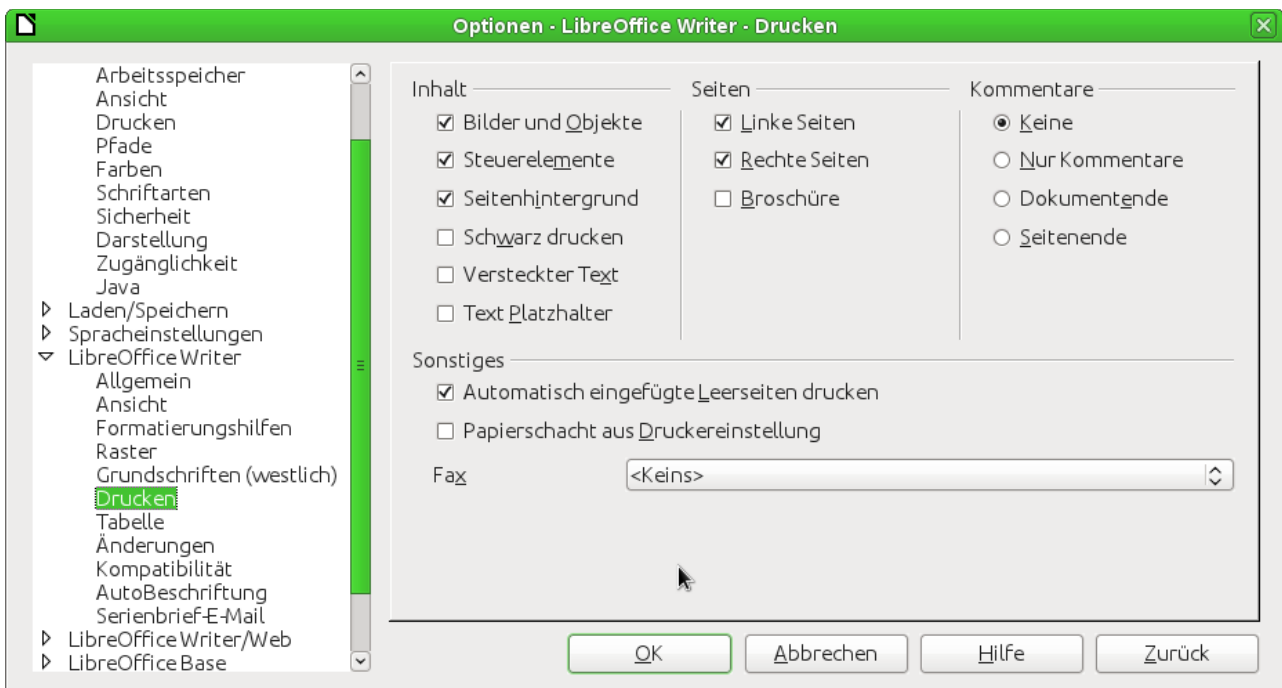 Optionen - LibreOffice Writer - Drucken
Arbeitsspeicher
Ansicht
Drucken
Pfade
Farben
Schriftarten
Sicherheit
Darstellung
Zugänglichkeit
Java
Laden/Speichern
Spracheinstellungen
LibreOffice Writer
Allgemein
Ansicht
Formatierungshilfen
Raster
Grundschriften (westlich)
Drucken
Tabelle
Änderungen
Kompatibilität
AutoBeschriftung
Serienbrief-E-Mail
LibreOffice Writer/Web
LibreOffice Base
Inhalt
Bilder und Objekte
Steuerelemente
Seitenhintergrund
Schwarz drucken
Versteckter Text
Text Platzhalter
Seiten
Linke Seiten
Rechte Seiten
Broschüre
Kommentare
Keine
Nur Kommentare
Dokumentende
Seitenende
Sonstiges
Automatisch eingefügte Leerseiten drucken
Papierschacht aus Druckereinstellung
Fax <Keins>
OK Abbrechen Hilfe Zurück